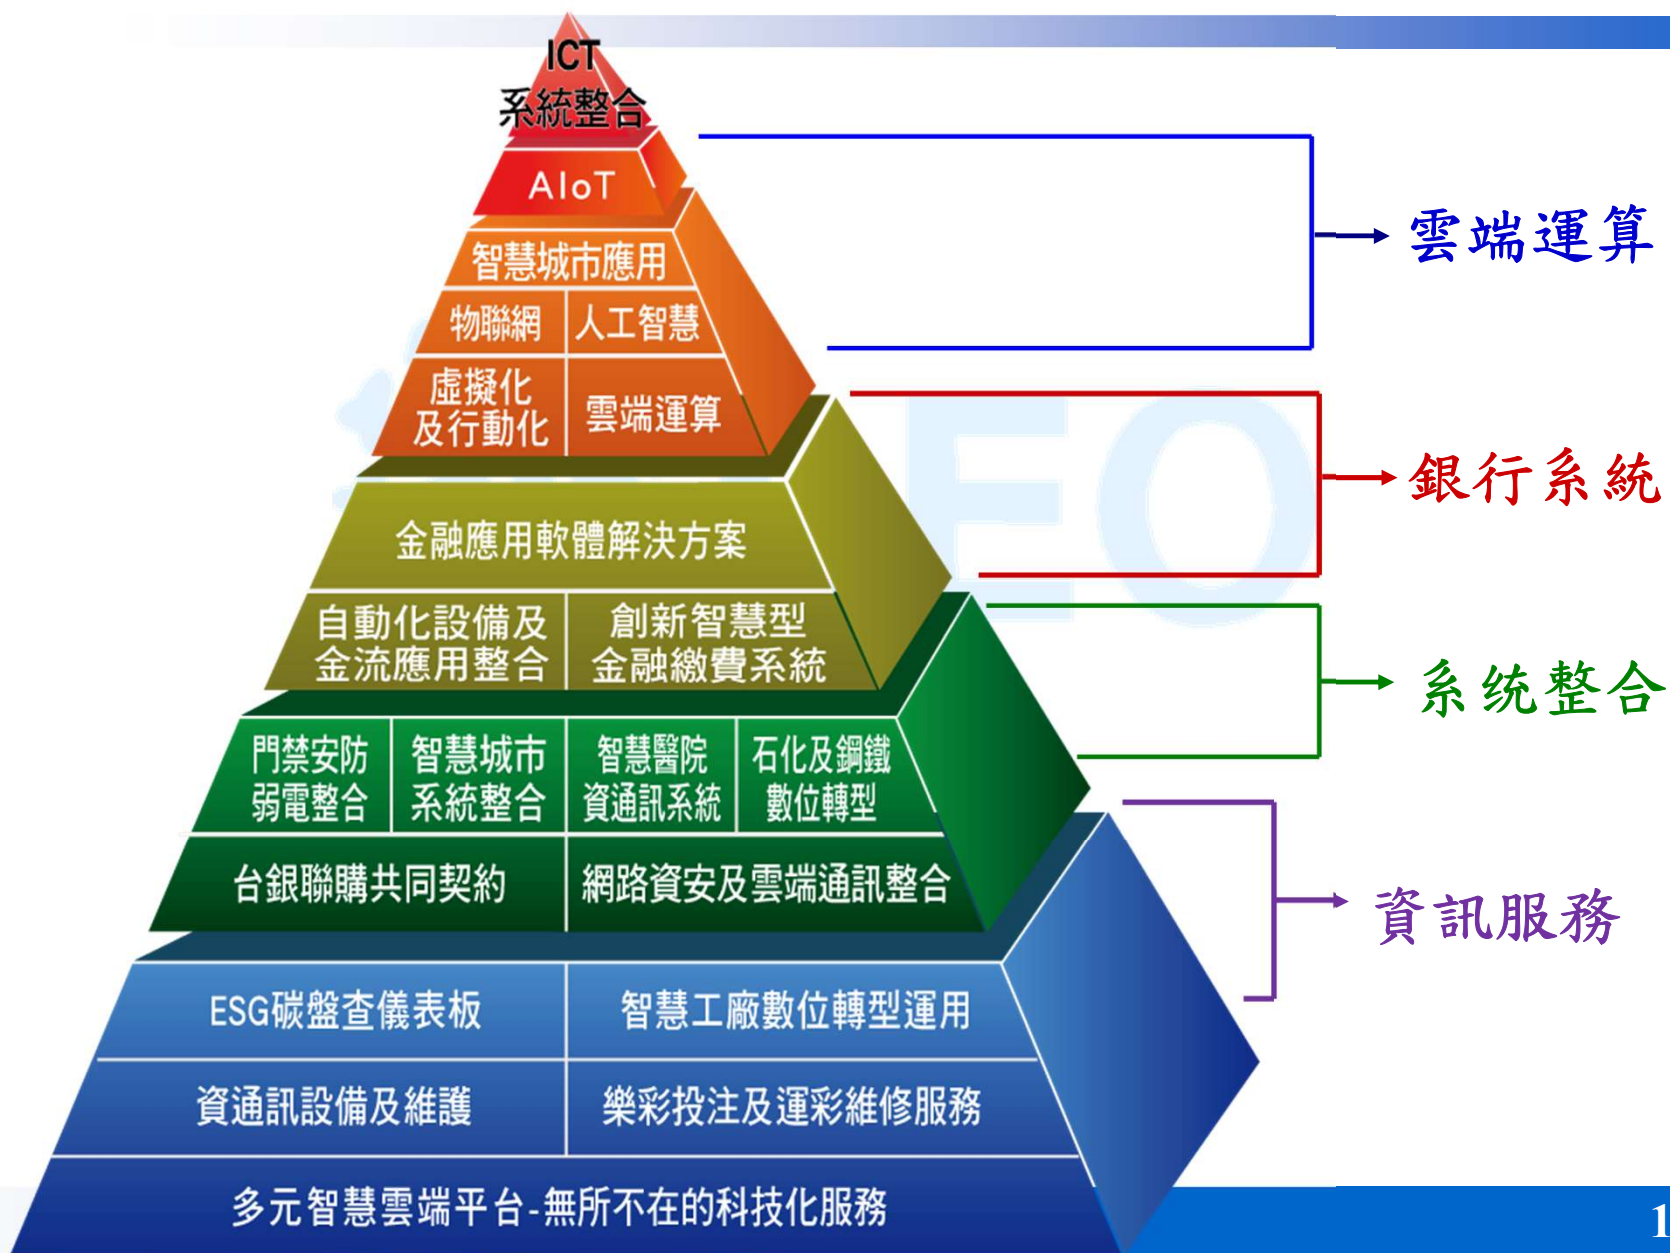 ICT
系統整合
AIoT
智慧城市應用
物聯網
人工智慧
虛擬化
及行動化
雲端運算
金融應用軟體解決方案
自動化設備及
金流應用整合
創新智慧型
金融繳費系統
門禁安防
弱電整合
智慧城市
系統整合
智慧醫院
資通訊系統
石化及鋼鐵
數位轉型
台銀聯購共同契約
網路資安及雲端通訊整合
ESG碳盤查儀表板
智慧工廠數位轉型運用
資通訊設備及維護
樂彩投注及運彩維修服務
多元智慧雲端平台-無所不在的科技化服務
雲端運算
銀行系統
系统整合
資訊服務
1